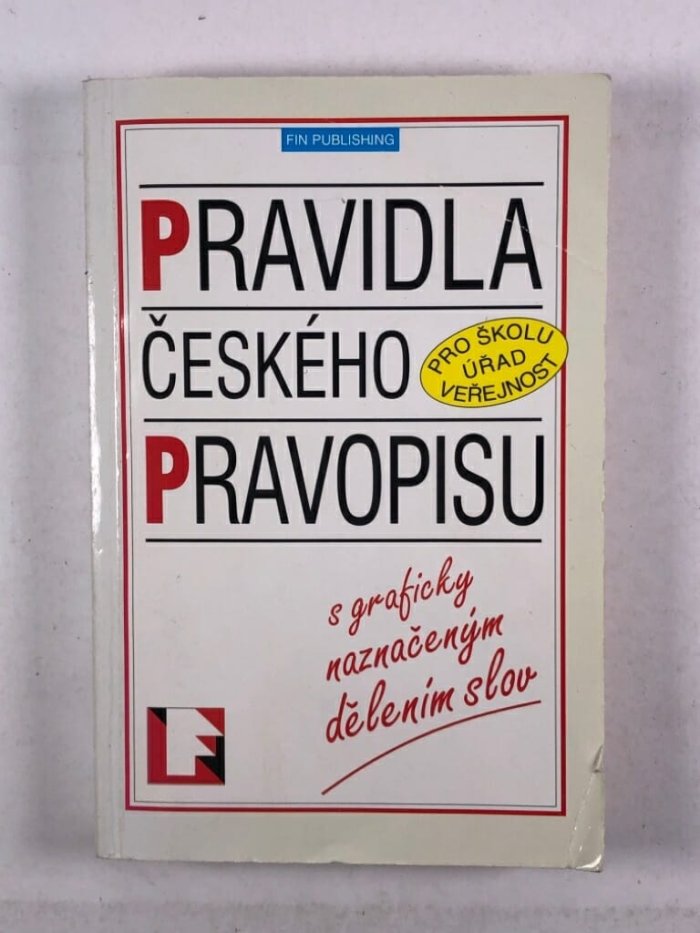 FIN PUBLISHING
PRAVIDLA
ČESKÉHO
PRO ŠKOLU
ÚŘAD
VEŘEJNOST
PRAVOPISU
s graficky
naznačeným
dělením slov
F